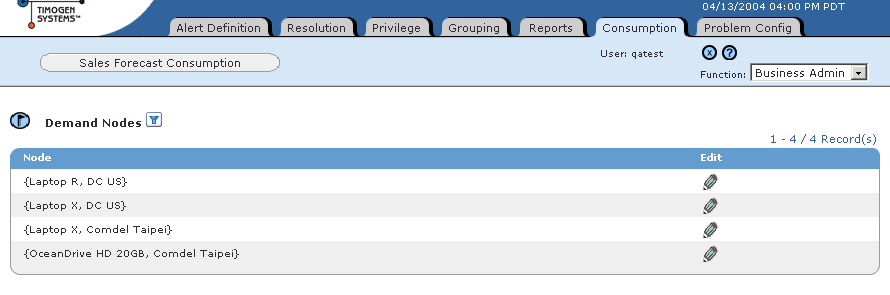 TIMOGEN
SYSTEMS™
04/13/2004 04:00 PM PDT
Alert Definition Resolution Privilege Grouping Reports Consumption Problem Config
Sales Forecast Consumption
User: qatest
x ?
Function: Business Admin
Demand Nodes
1 - 4 / 4 Record(s)
Node Edit
{Laptop R, DC US}
{Laptop X, DC US}
{Laptop X, Comdel Taipei}
{OceanDrive HD 20GB, Comdel Taipei}